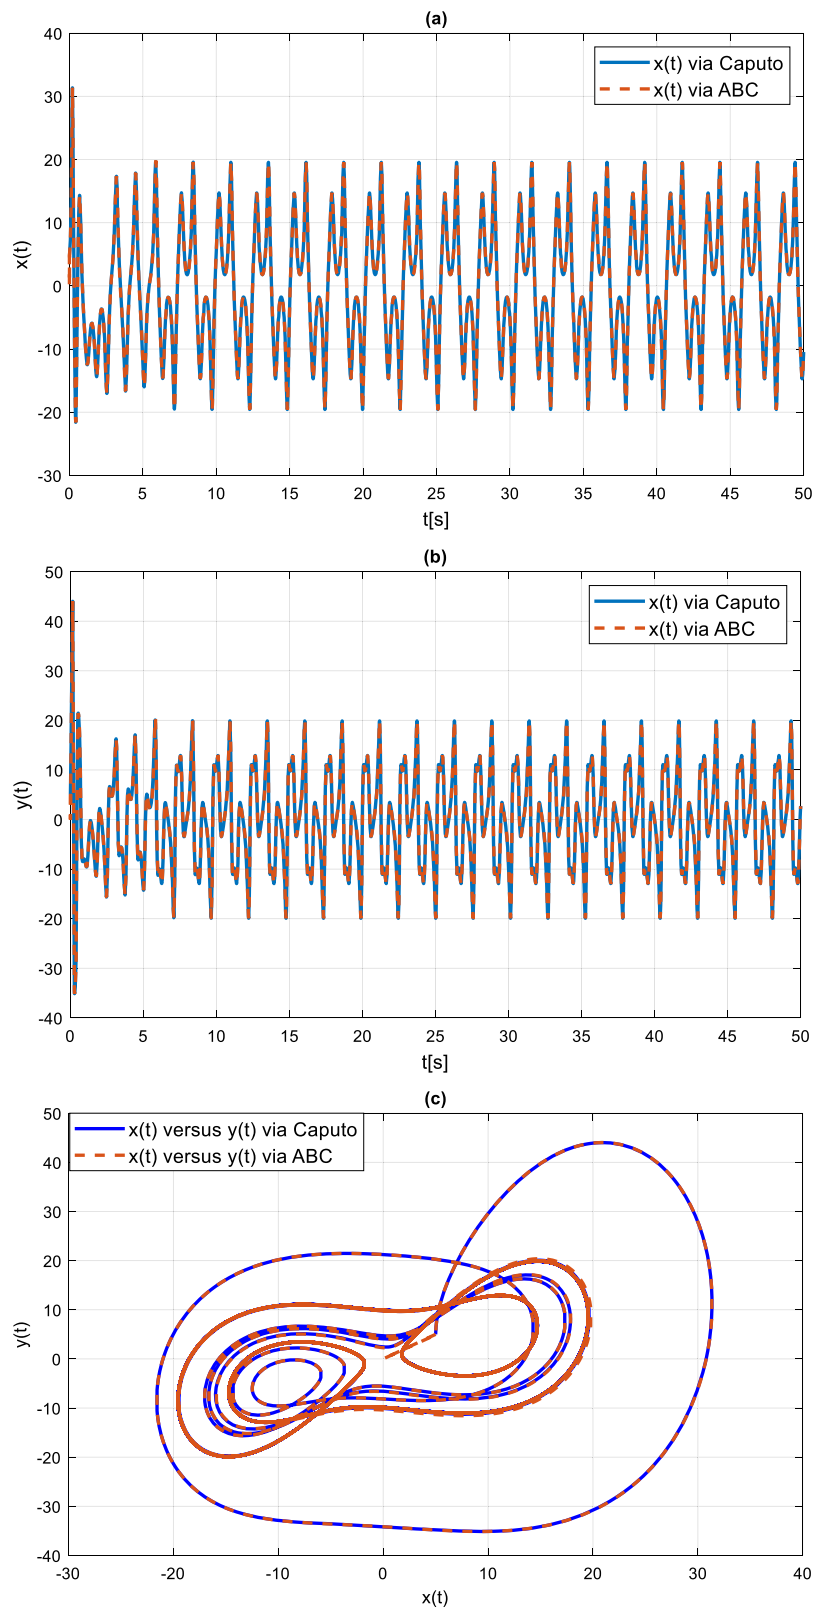 (a)
40
30
20
10
0
-10
-20
-30
x(t)
x(t) via Caputo
x(t) via ABC
0 5 10 15 20 25 30 35 40 45 50
t[s]
(b)
50
40
30
20
10
0
-10
-20
-30
-40
y(t)
x(t) via Caputo
x(t) via ABC
0 5 10 15 20 25 30 35 40 45 50
t[s]
(c)
50
40
30
20
10
0
-10
-20
-30
-40
y(t)
x(t) versus y(t) via Caputo
x(t) versus y(t) via ABC
-30 -20 -10 0 10 20 30 40
x(t)